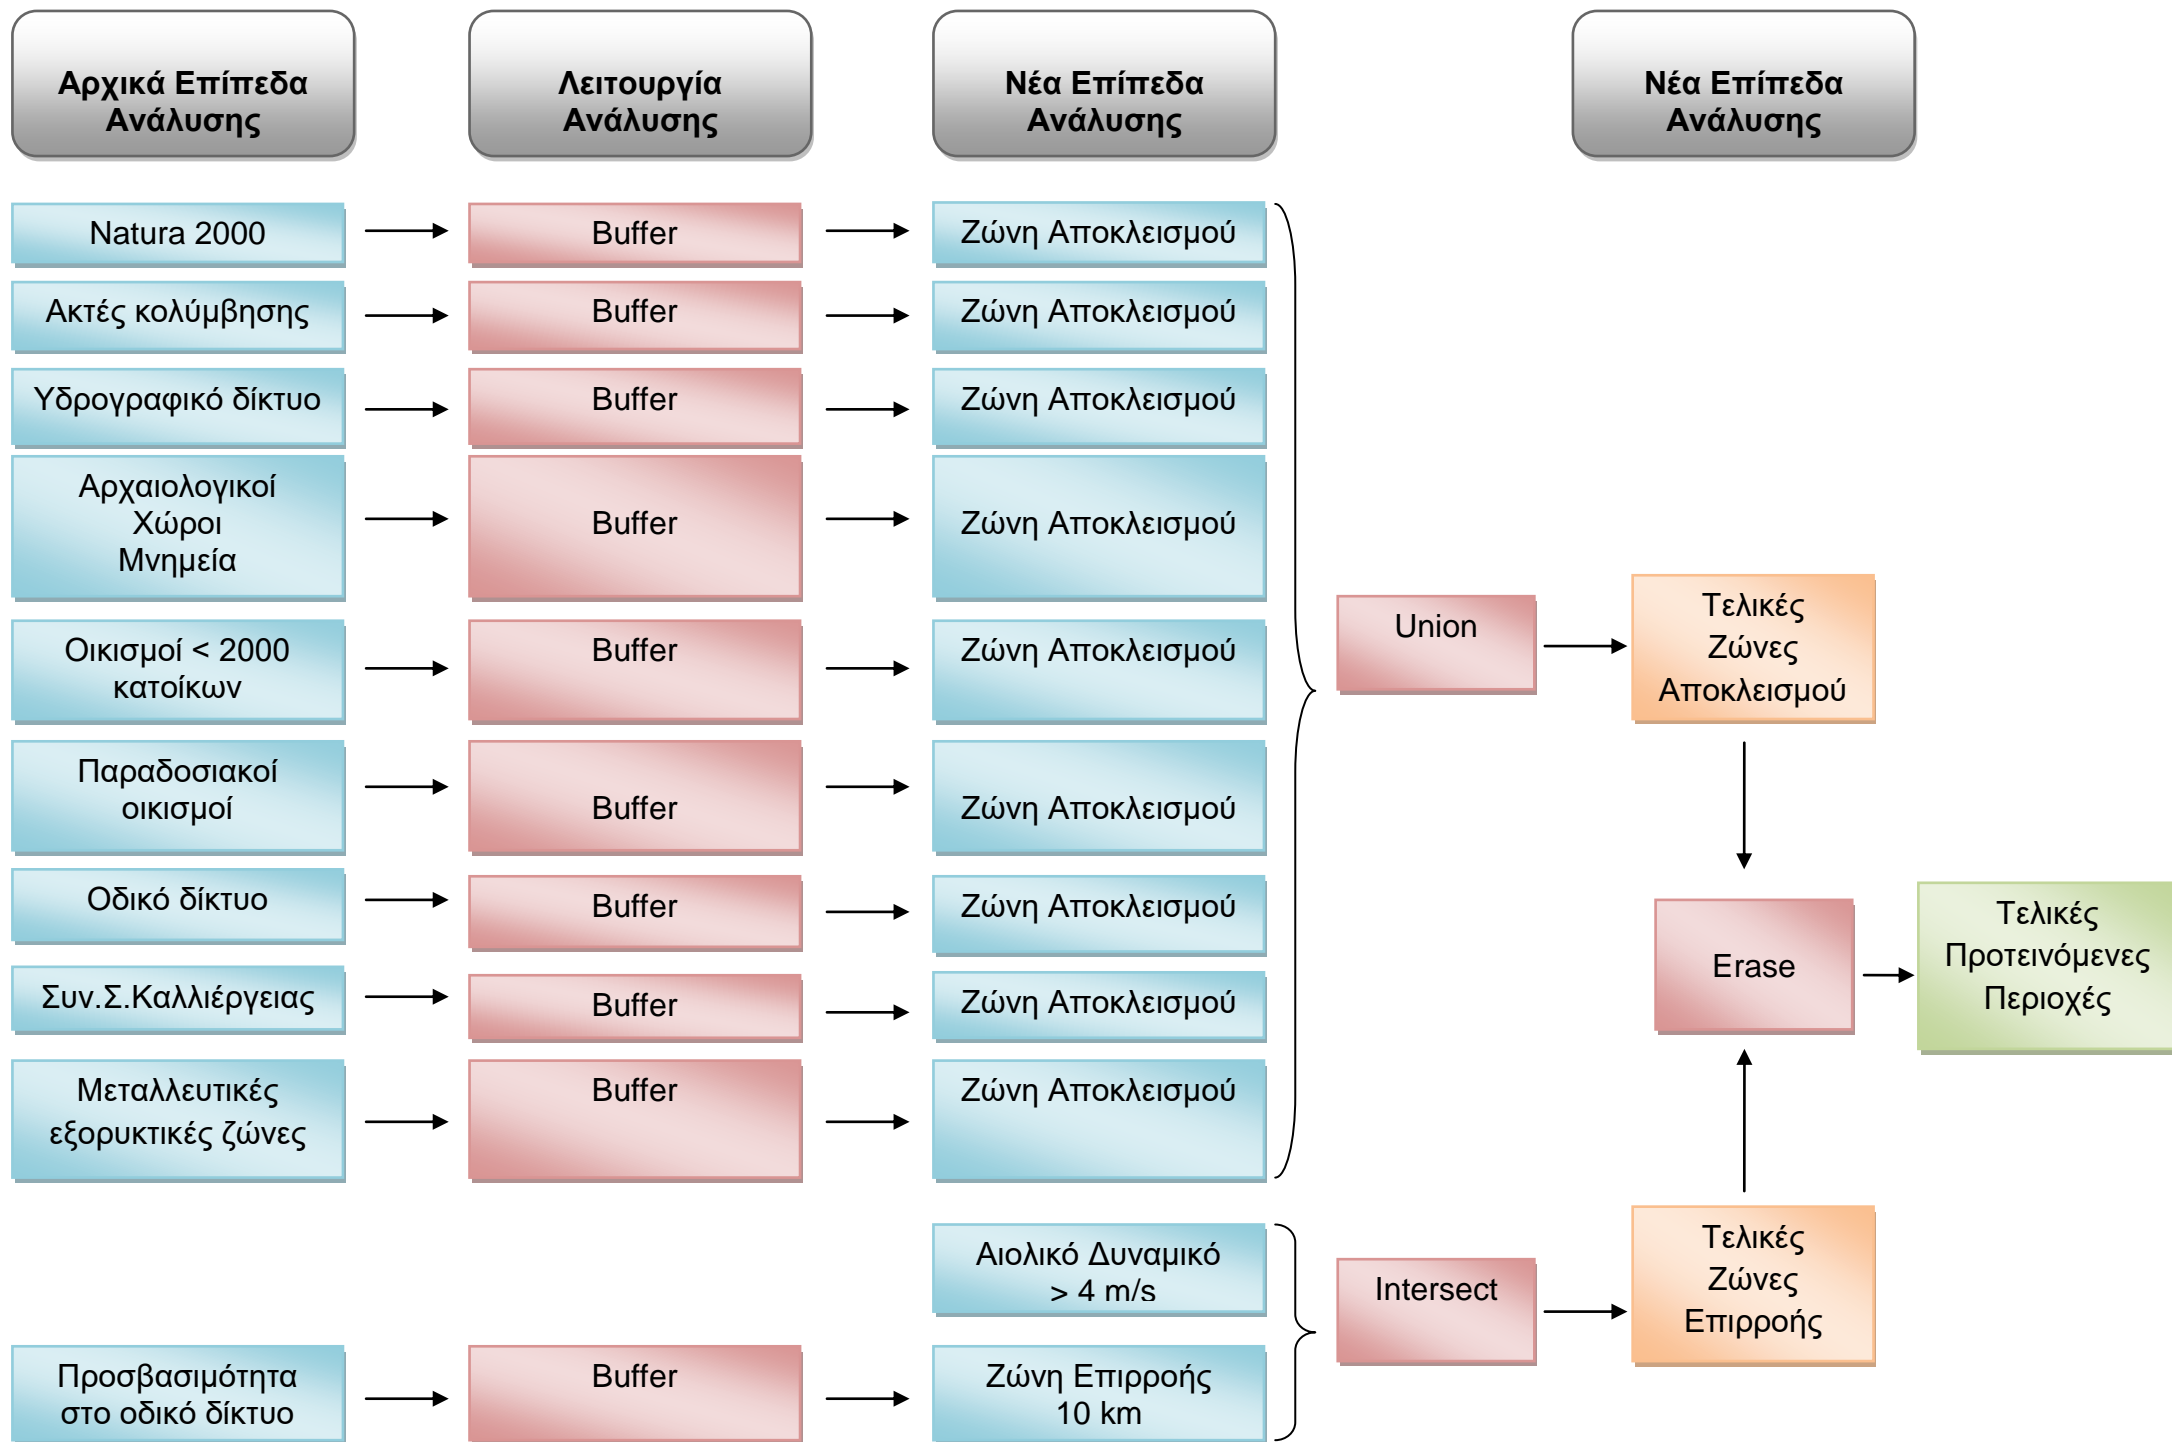 Αρχικά Επίπεδα
Ανάλυσης
Λειτουργία
Ανάλυσης
Νέα Επίπεδα
Ανάλυσης
Νέα Επίπεδα
Ανάλυσης
Natura 2000
Buffer
Ζώνη Αποκλεισμού
Ακτές κολύμβησης
Buffer
Ζώνη Αποκλεισμού
Υδρογραφικό δίκτυο
Buffer
Ζώνη Αποκλεισμού
Αρχαιολογικοί
Χώροι
Μνημεία
Buffer
Ζώνη Αποκλεισμού
Οικισμοί < 2000
κατοίκων
Buffer
Ζώνη Αποκλεισμού
Παραδοσιακοί
οικισμοί
Buffer
Ζώνη Αποκλεισμού
Οδικό δίκτυο
Buffer
Ζώνη Αποκλεισμού
Συν.Σ.Καλλιέργειας
Buffer
Ζώνη Αποκλεισμού
Μεταλλευτικές
εξορυκτικές ζώνες
Buffer
Ζώνη Αποκλεισμού
Union
Τελικές
Ζώνες
Αποκλεισμού
Erase
Τελικές
Προτεινόμενες
Περιοχές
Αιολικό Δυναμικό
> 4 m/s
Προσβασιμότητα
στο οδικό δίκτυο
Buffer
Ζώνη Επιρροής
10 km
Intersect
Τελικές
Ζώνες
Επιρροής